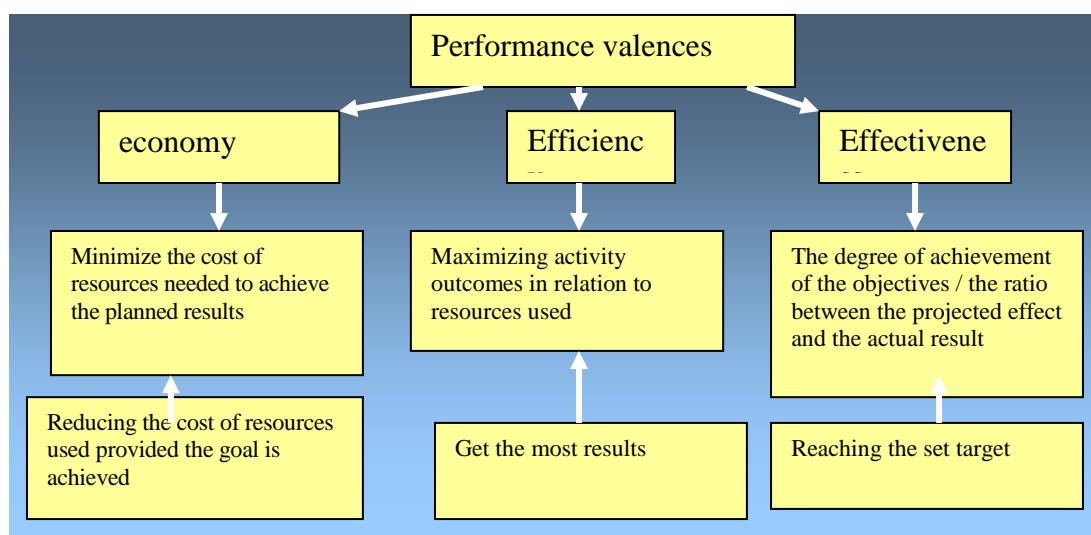 Performance valences
economy
Efficienc
Effectivene
Minimize the cost of
resources needed to achieve
the planned results
Maximizing activity
outcomes in relation to
resources used
The degree of achievement
of the objectives / the ratio
between the projected effect
and the actual result
Reducing the cost of resources
used provided the goal is
achieved
Get the most results
Reaching the set target